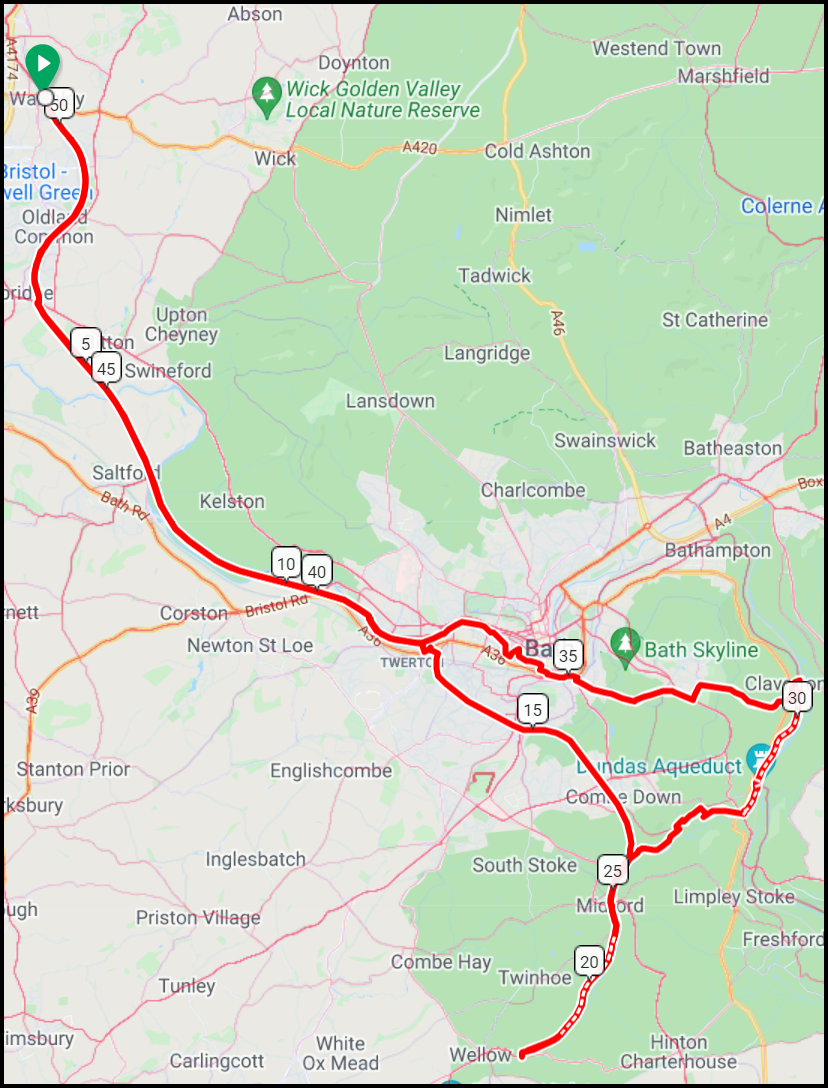 Abson
A4174
Doynton
Westend Town
Marshfield
Wick Golden Valley
Local Nature Reserve
50
A420
Cold Ashton
Wick
Bristol -
Oldland
Common
Colerne
Nimlet
Tadwick
Upton
Cheyney
A46
St Catherine
5
45
Swineford
Langridge
Lansdown
Swainswick
Batheaston
Saltford
Kelston
Charlcombe
Bath Rd
A4
Box
Bathampton
10
40
Corston
Bristol Rd
A36
Newton St Loe
TWERTON
A36
35
Bath Skyline
30
A39
15
Stanton Prior
Englishcombe
Dundas Aqueduct
Combe Down
Inglesbatch
South Stoke
25
Midford
Limpley Stoke
Priston Village
Freshford
Combe Hay
20
Twinhoe
Tunley
White
Ox Mead
Wellow
Hinton
Charterhouse
Carlingcott